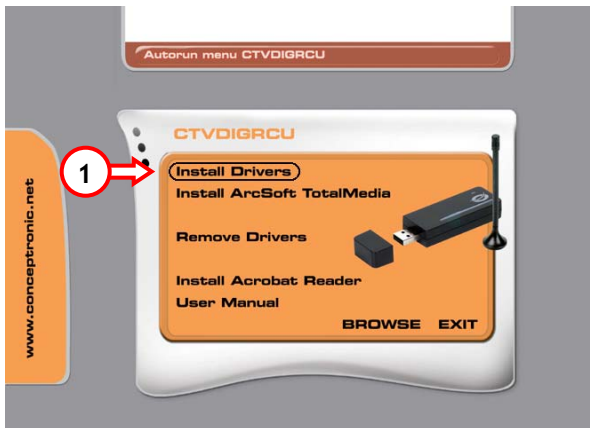 Autorun menu CTVDIGRCU
www.conceptronic.net
CTVDIGRCU
1
Install Drivers
Install ArcSoft TotalMedia
Remove Drivers
Install Acrobat Reader
User Manual
BROWSE EXIT